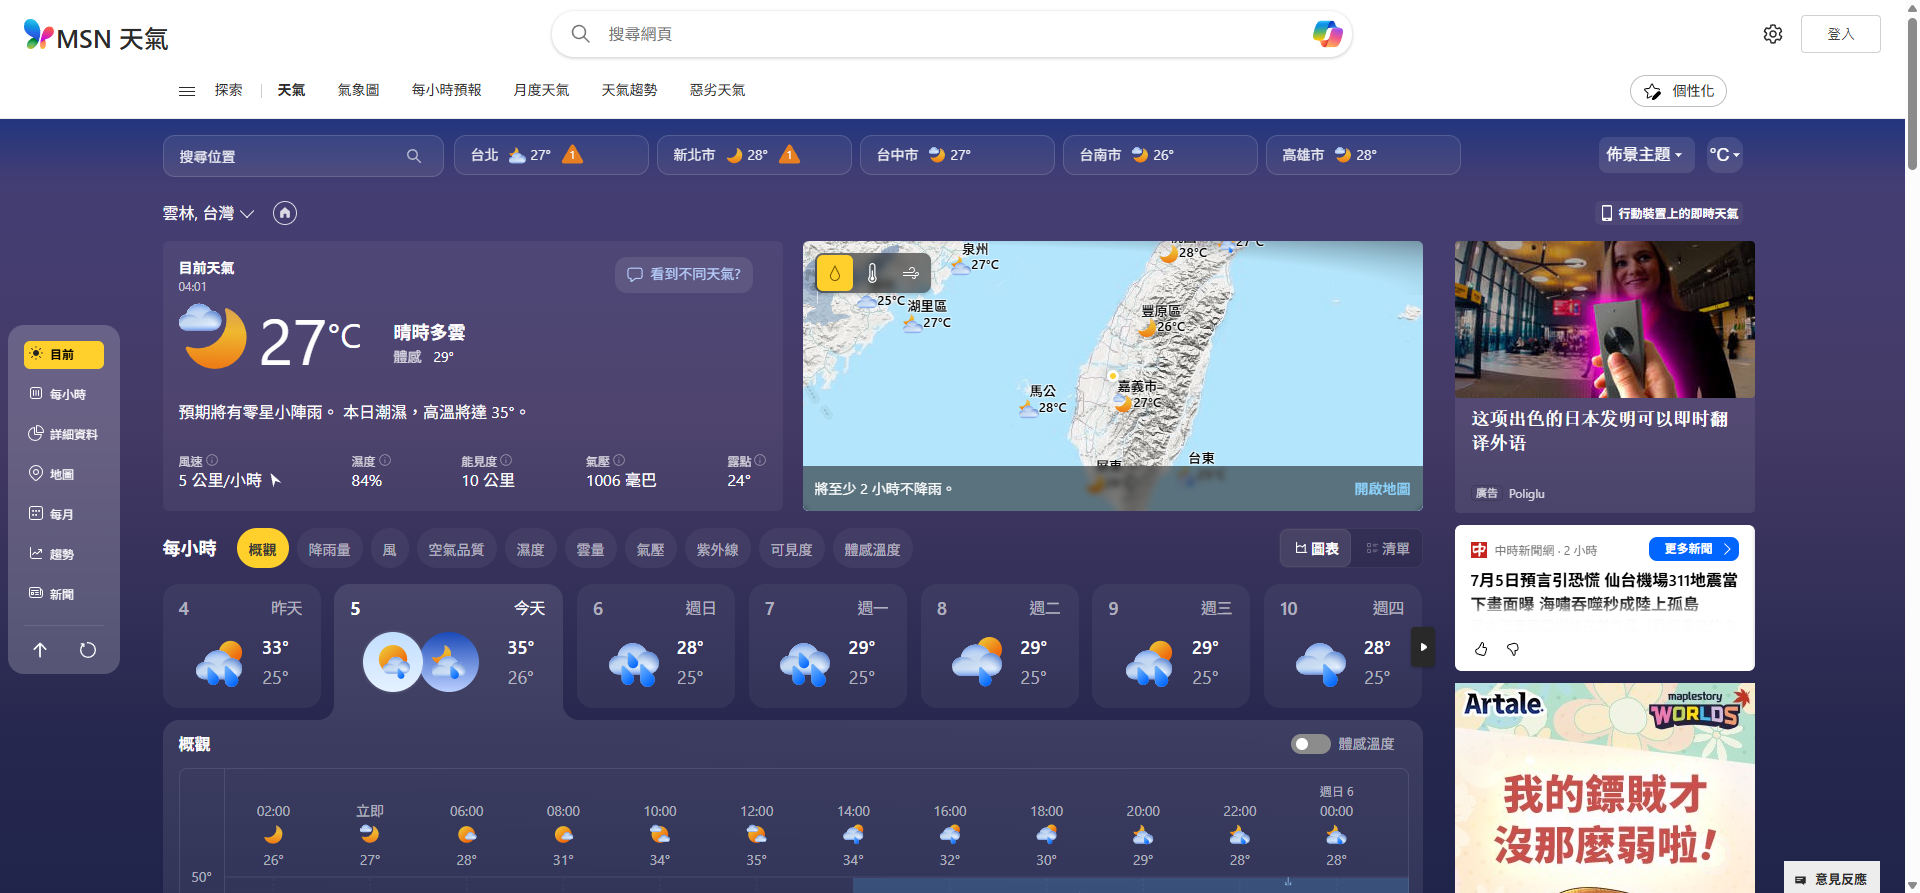 MSN 天氣
搜尋網頁
登入
探索
天氣
氣象圖
每小時預報
月度天氣
天氣趨勢
惡劣天氣
個性化
搜尋位置
台北 27° 1
新北市 28° 1
台中市 27°
台南市 26°
高雄市 28°
佈景主題
°C
雲林, 台灣
行動裝置上的即時天氣
目前
每小時
詳細資料
地圖
每月
趨勢
新聞
目前天氣
04:01
看到不同天氣?
27°C
晴時多雲
體感 29°
預期將有零星小陣雨。 本日潮濕，高溫將達 35°。
風速
5 公里/小時
濕度
84%
能見度
10 公里
氣壓
1006 毫巴
露點
24°
泉州
27°C
28°C
27°C
25°C
湖里區
27°C
豐原區
26°C
馬公
28°C
嘉義市
27°C
台東
屏東
將至少 2 小時不降雨。
開啟地圖
这项出色的日本发明可以即时翻
译外语
廣告 Poliglu
每小時
概觀
降雨量
風
空氣品質
濕度
雲量
氣壓
紫外線
可見度
體感溫度
圖表
清單
4 昨天
33°
25°
5 今天
35°
26°
6 週日
28°
25°
7 週一
29°
25°
8 週二
29°
25°
9 週三
29°
25°
10 週四
28°
25°
中
中時新聞網 · 2 小時
更多新聞
7月5日預言引恐慌 仙台機場311地震當
下畫面曝 海嘯吞噬秒成陸上孤島
概觀
體感溫度
週日 6
02:00 立即 06:00 08:00 10:00 12:00 14:00 16:00 18:00 20:00 22:00 00:00
26° 27° 28° 31° 34° 35° 34° 32° 30° 29° 28° 28°
50°
Artale
maplestory
WORLDS
我的鏢賊才
沒那麼弱啦!
意見反應